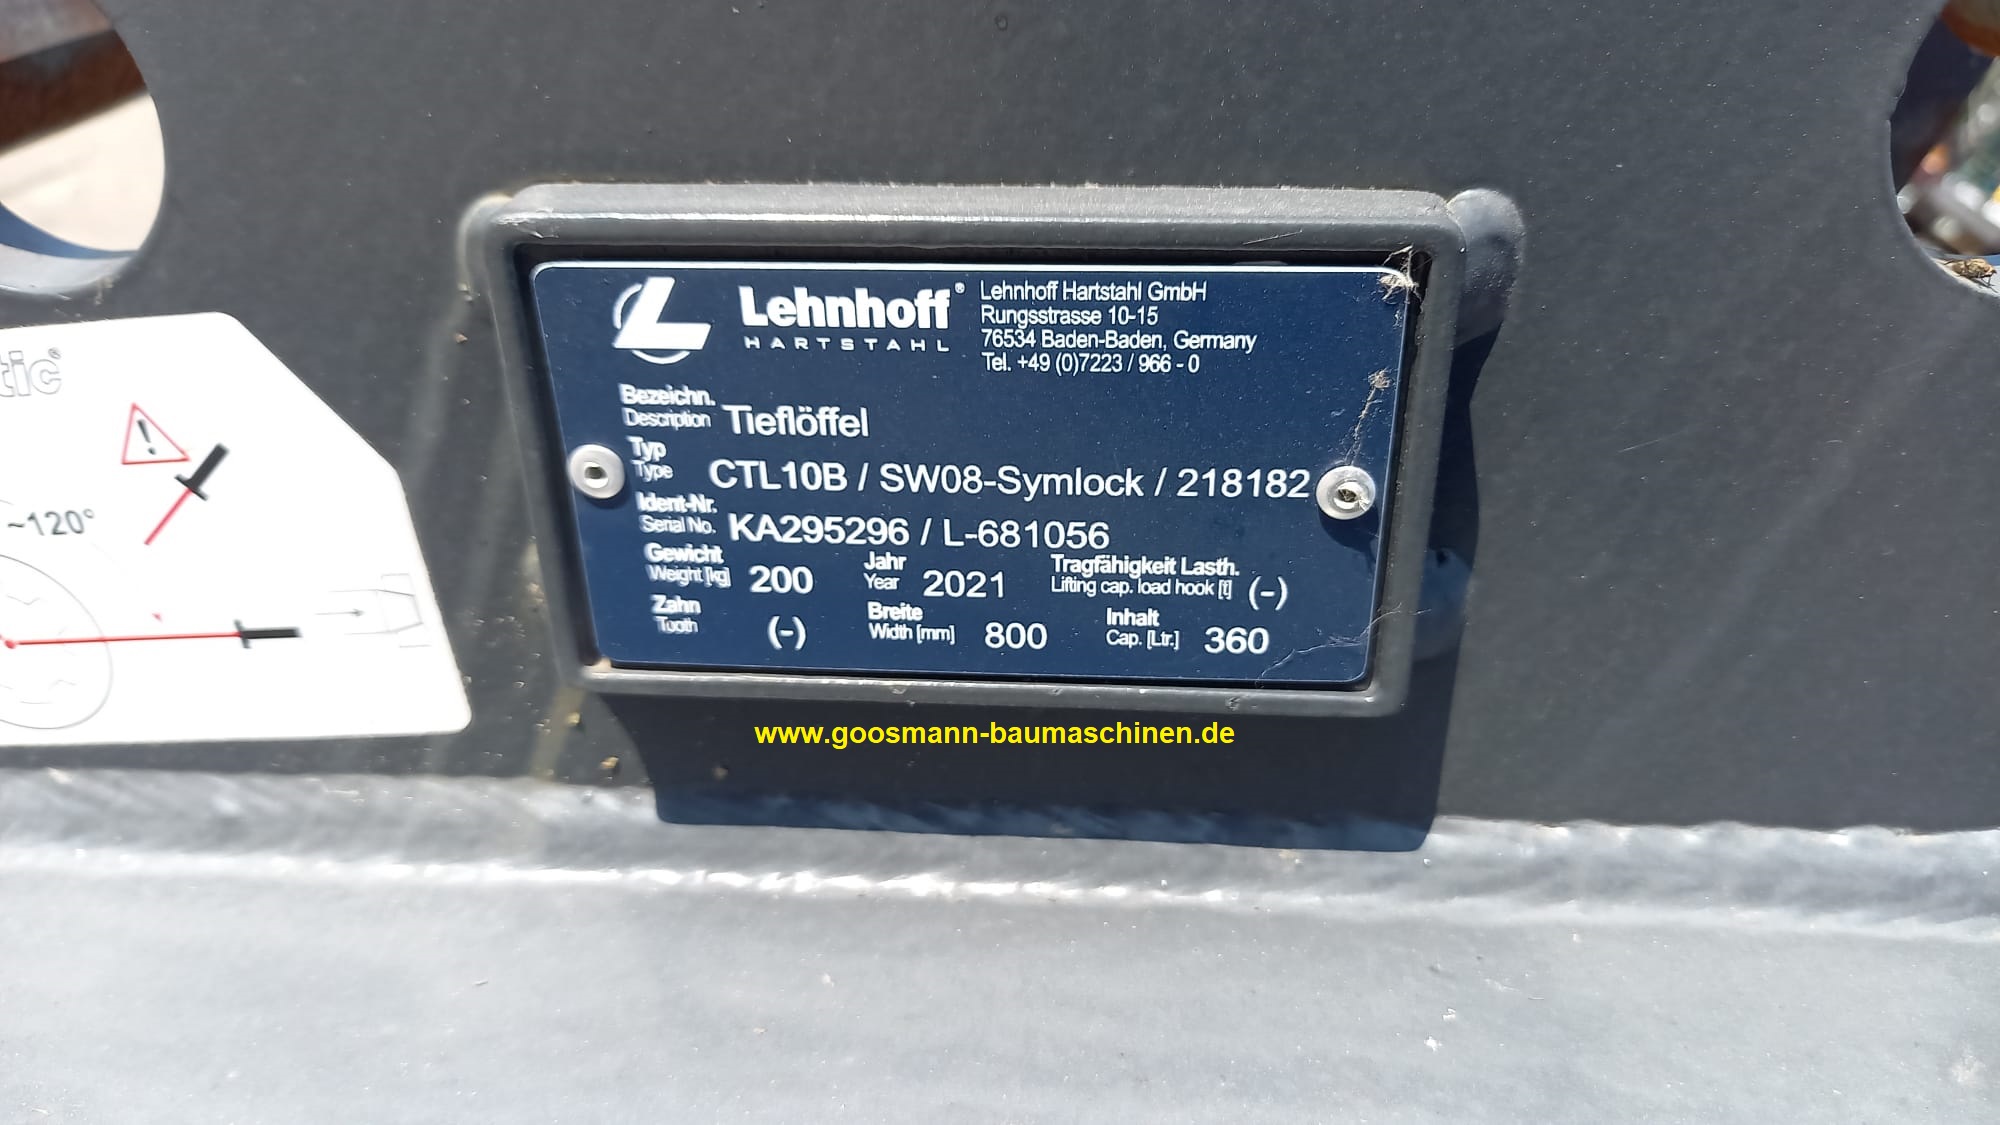 Lehnhoff®
HARTSTAHL
Lehnhoff Hartstahl GmbH
Rungsstrasse 10-15
76534 Baden-Baden, Germany
Tel. +49 (0)7223 / 966 - 0
Bezeichn.
Description Tieflöffel
Typ
Type CTL10B / SW08-Symlock / 218182
Ident-Nr.
Serial No. KA295296 / L-681056
Gewicht
Weight [kg] 200
Jahr
Year 2021
Tragfähigkeit Lasth.
Lifting cap. load hook [t] (-)
Zahn
Tooth (-)
Breite
Width [mm] 800
Inhalt
Cap. [Ltr.] 360
tic®
!
~120°
www.goosmann-baumaschinen.de